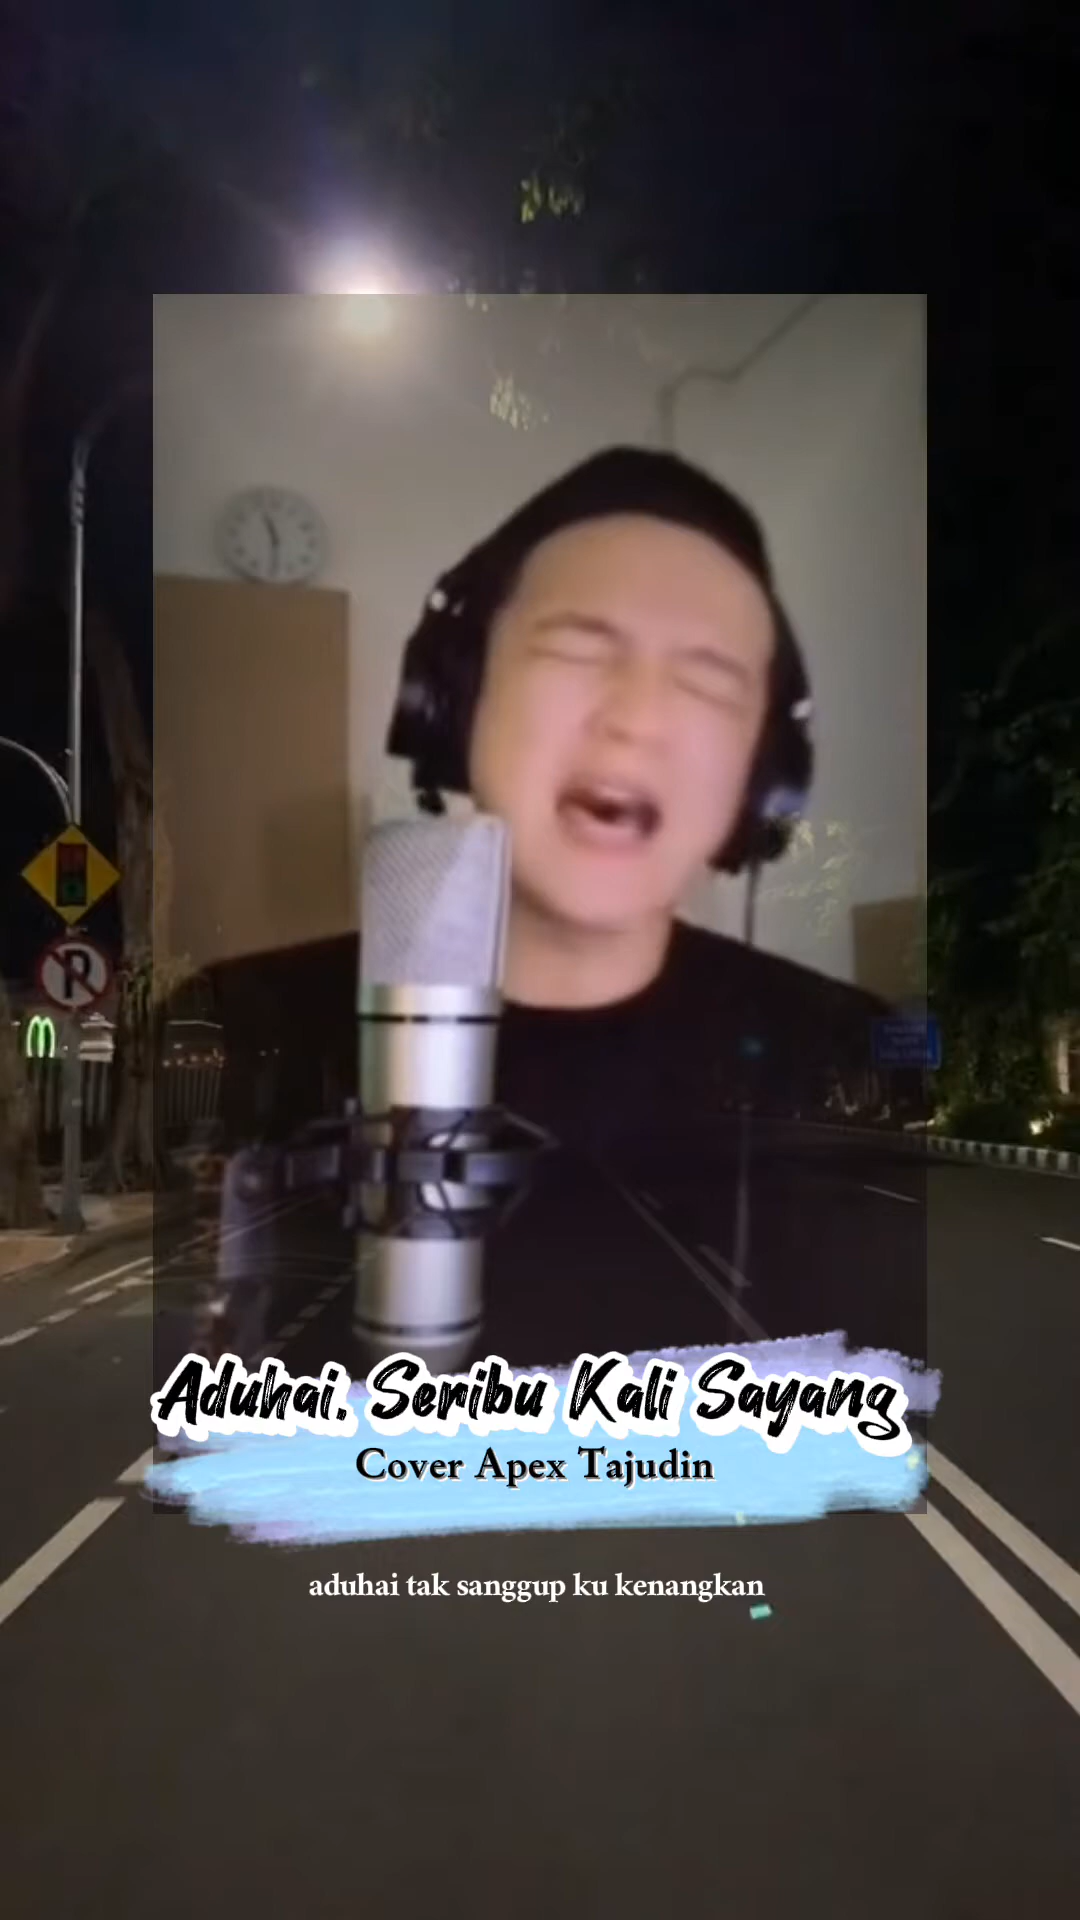 Aduhai. Seribu Kali Sayang
Cover Apex Tajudin
aduhai tak sanggup ku kenangkan